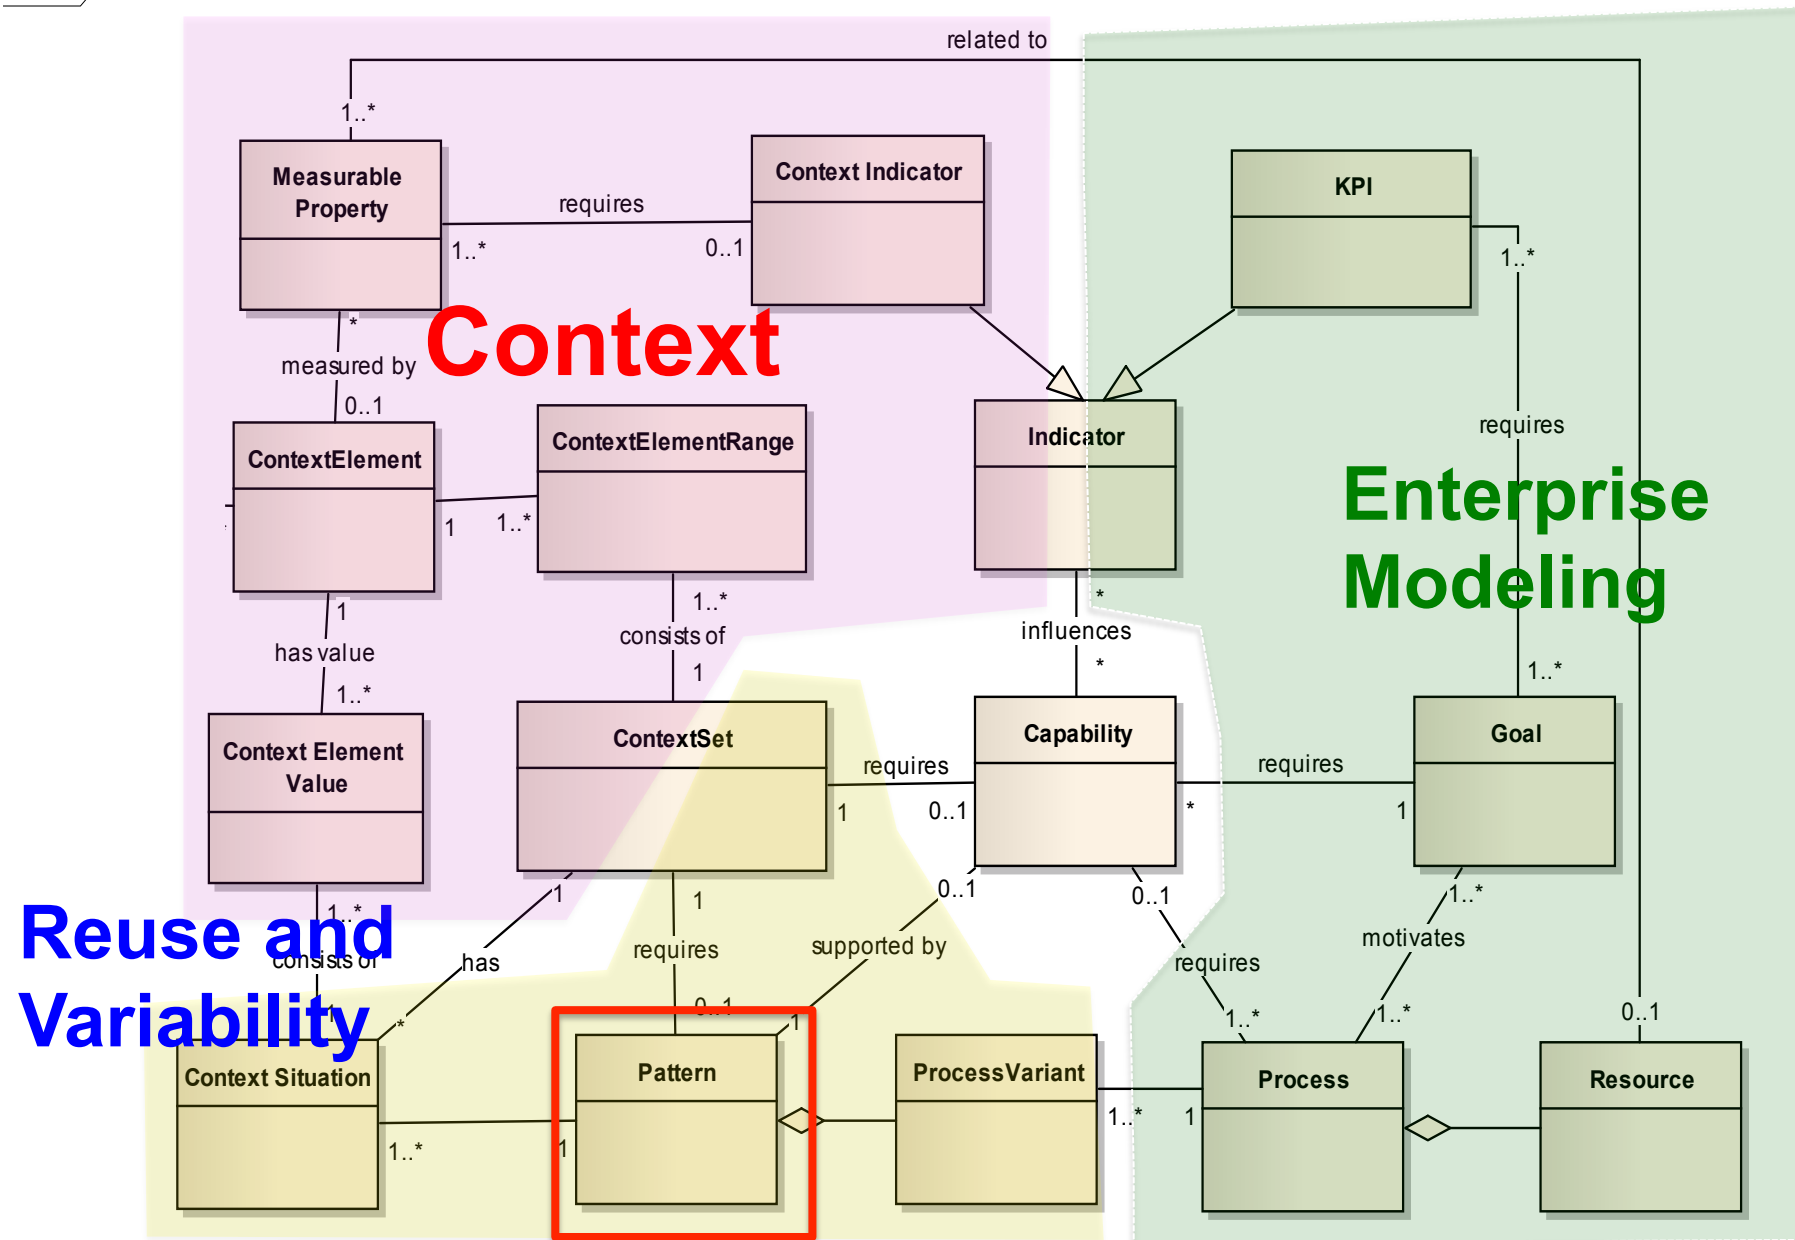 related to
1..*
Measurable
Property
Context Indicator
KPI
requires
1..*
0..1
1..*
*
Context
measured by
0..1
ContextElement
ContextElementRange
Indicator
requires
Enterprise
Modeling
1
1..*
1
has value
1..*
1..*
consists of
1
*
influences
*
1..*
Context Element
Value
ContextSet
Capability
Goal
requires
1
0..1
requires
*
1
1..*
1
1
0..1
0..1
1..*
Reuse and
Variability
consists of
has
requires
supported by
requires
motivates
1
*
0..1
1
1..*
1..*
0..1
Context Situation
Pattern
ProcessVariant
Process
Resource
1..*
1
1..*
1